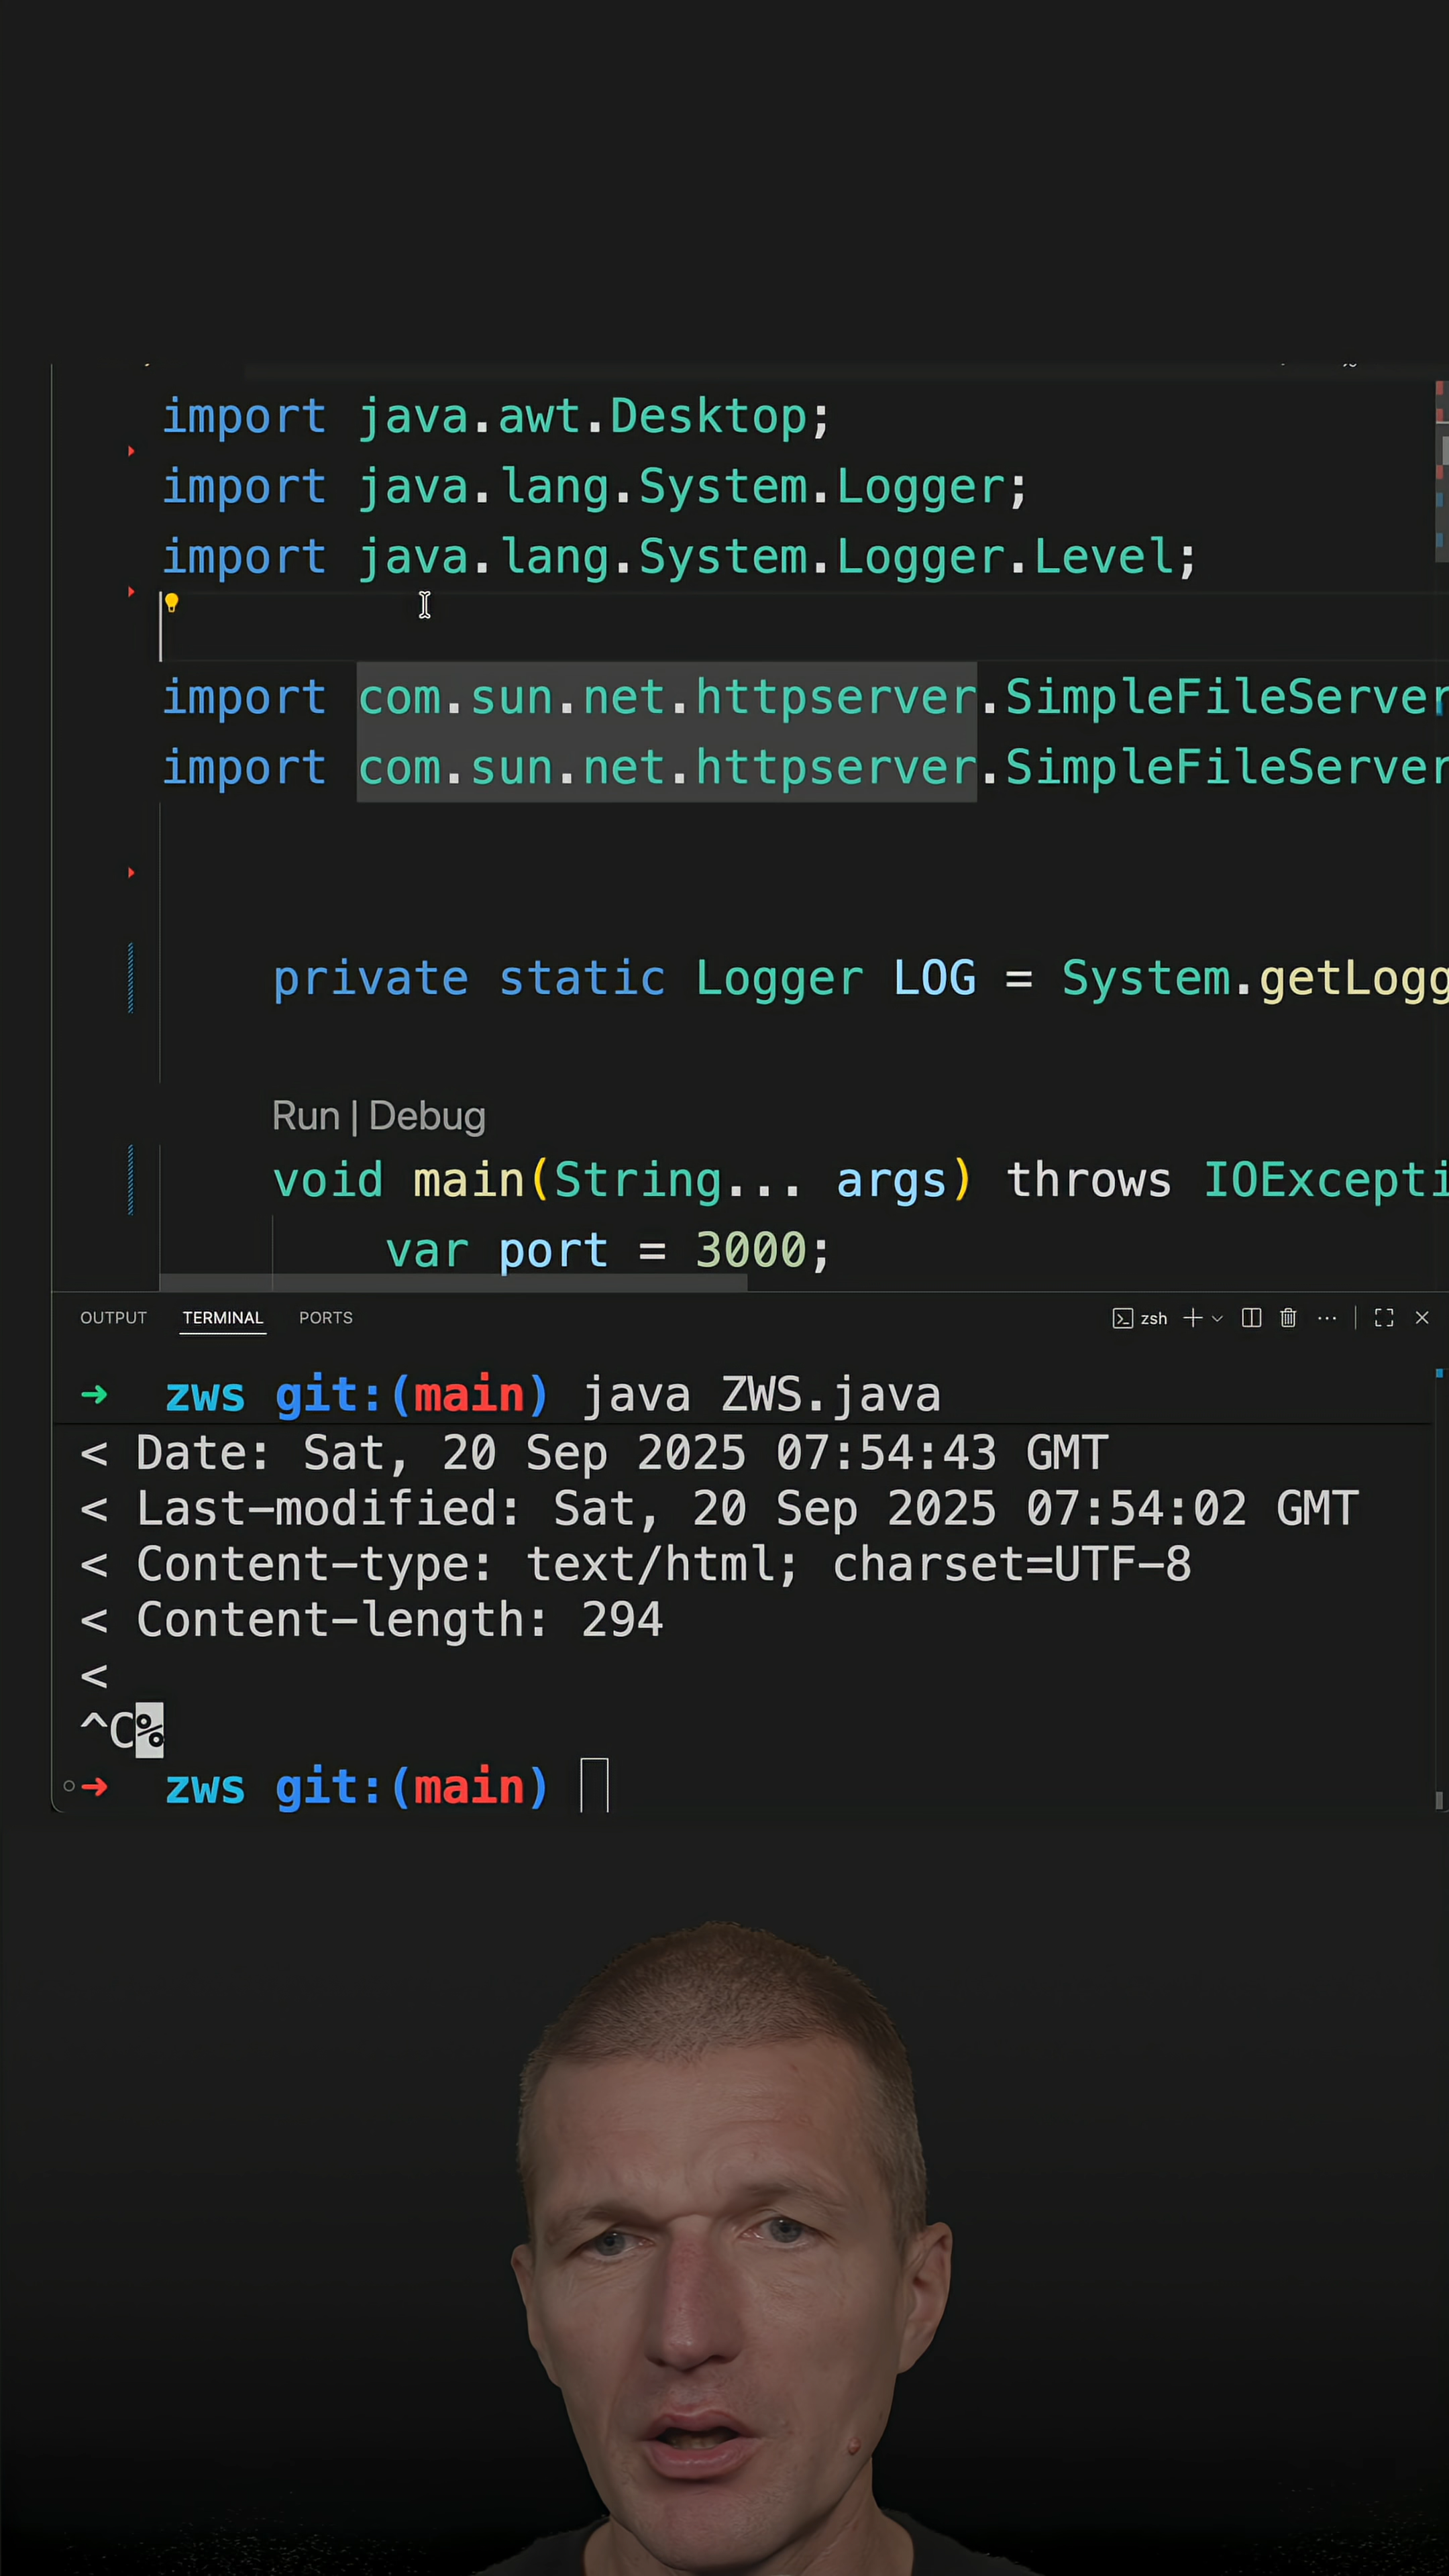 import java.awt.Desktop;
import java.lang.System.Logger;
import java.lang.System.Logger.Level;
import com.sun.net.httpserver.SimpleFileServer
import com.sun.net.httpserver.SimpleFileServer
private static Logger LOG = System.getLogg
Run | Debug
void main(String... args) throws IOExcepti
var port = 3000;
OUTPUT TERMINAL PORTS zsh
➜ zws git:(main) java ZWS.java
< Date: Sat, 20 Sep 2025 07:54:43 GMT
< Last-modified: Sat, 20 Sep 2025 07:54:02 GMT
< Content-type: text/html; charset=UTF-8
< Content-length: 294
<
^C%
➜ zws git:(main)